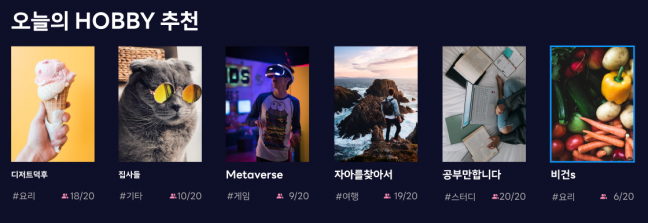 오늘의 HOBBY 추천
디저트덕후
#요리 18/20
집사들
#기타 10/20
Metaverse
#게임 9/20
자아를찾아서
#여행 19/20
공부만합니다
#스터디 20/20
비건s
#요리 6/20